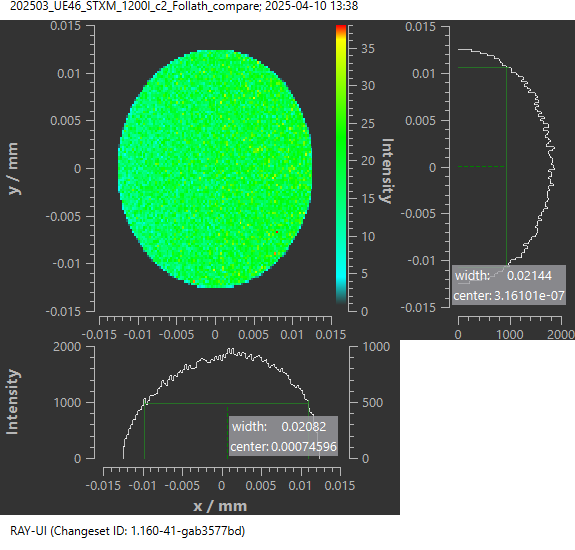 202503_UE46_STXM_1200l_c2_Follath_compare; 2025-04-10 13:38
0.015
0.01
0.005
0
-0.005
-0.01
-0.015
y / mm
-0.015 -0.01 -0.005 0 0.005 0.01 0.015
35
30
25
20
15
10
5
0
Intensity
0.015
0.01
0.005
0
-0.005
-0.01
-0.015
width: 0.02144
center: 3.16101e-07
0 1000 2000
2000
1000
0
Intensity
1000
500
0
width: 0.02082
center: 0.00074596
-0.015 -0.01 -0.005 0 0.005 0.01 0.015
x / mm
RAY-UI (Changeset ID: 1.160-41-gab3577bd)